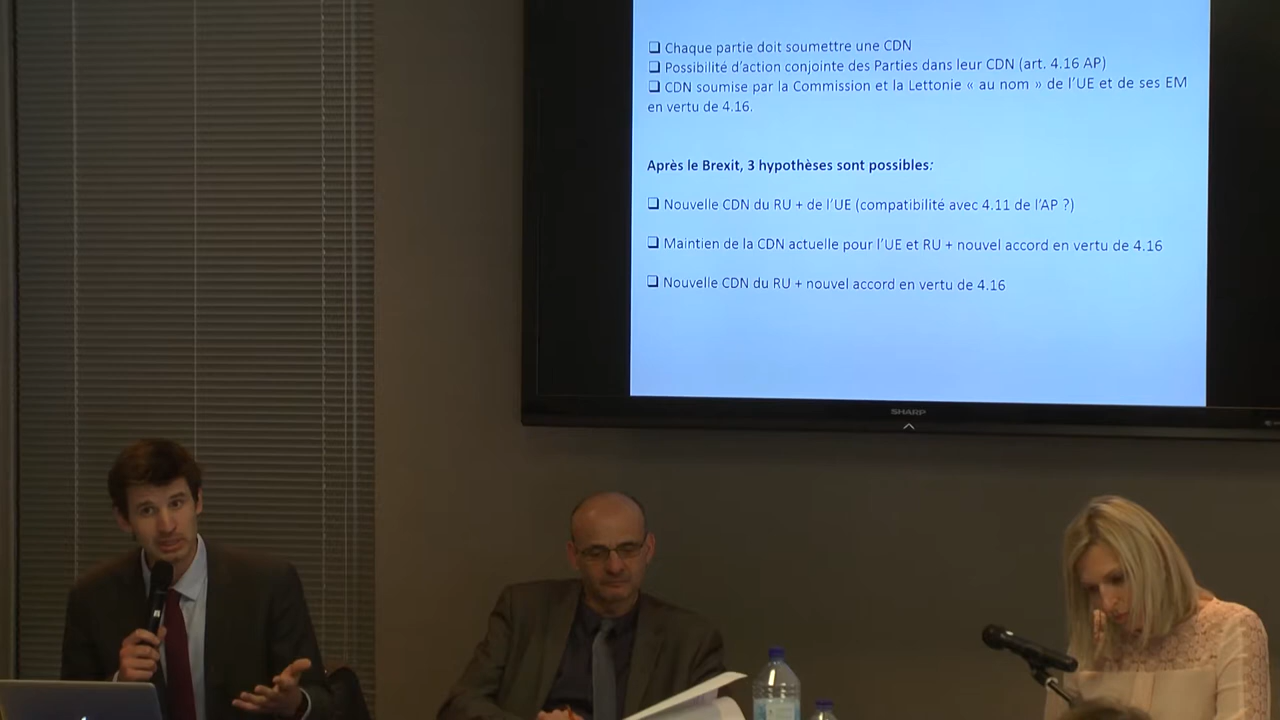 ❑ Chaque partie doit soumettre une CDN
❑ Possibilité d'action conjointe des Parties dans leur CDN (art. 4.16 AP)
❑ CDN soumise par la Commission et la Lettonie « au nom » de l'UE et de ses EM
en vertu de 4.16.
Après le Brexit, 3 hypothèses sont possibles:
❑ Nouvelle CDN du RU + de l'UE (compatibilité avec 4.11 de l'AP ?)
❑ Maintien de la CDN actuelle pour l'UE et RU + nouvel accord en vertu de 4.16
❑ Nouvelle CDN du RU + nouvel accord en vertu de 4.16
SHARP